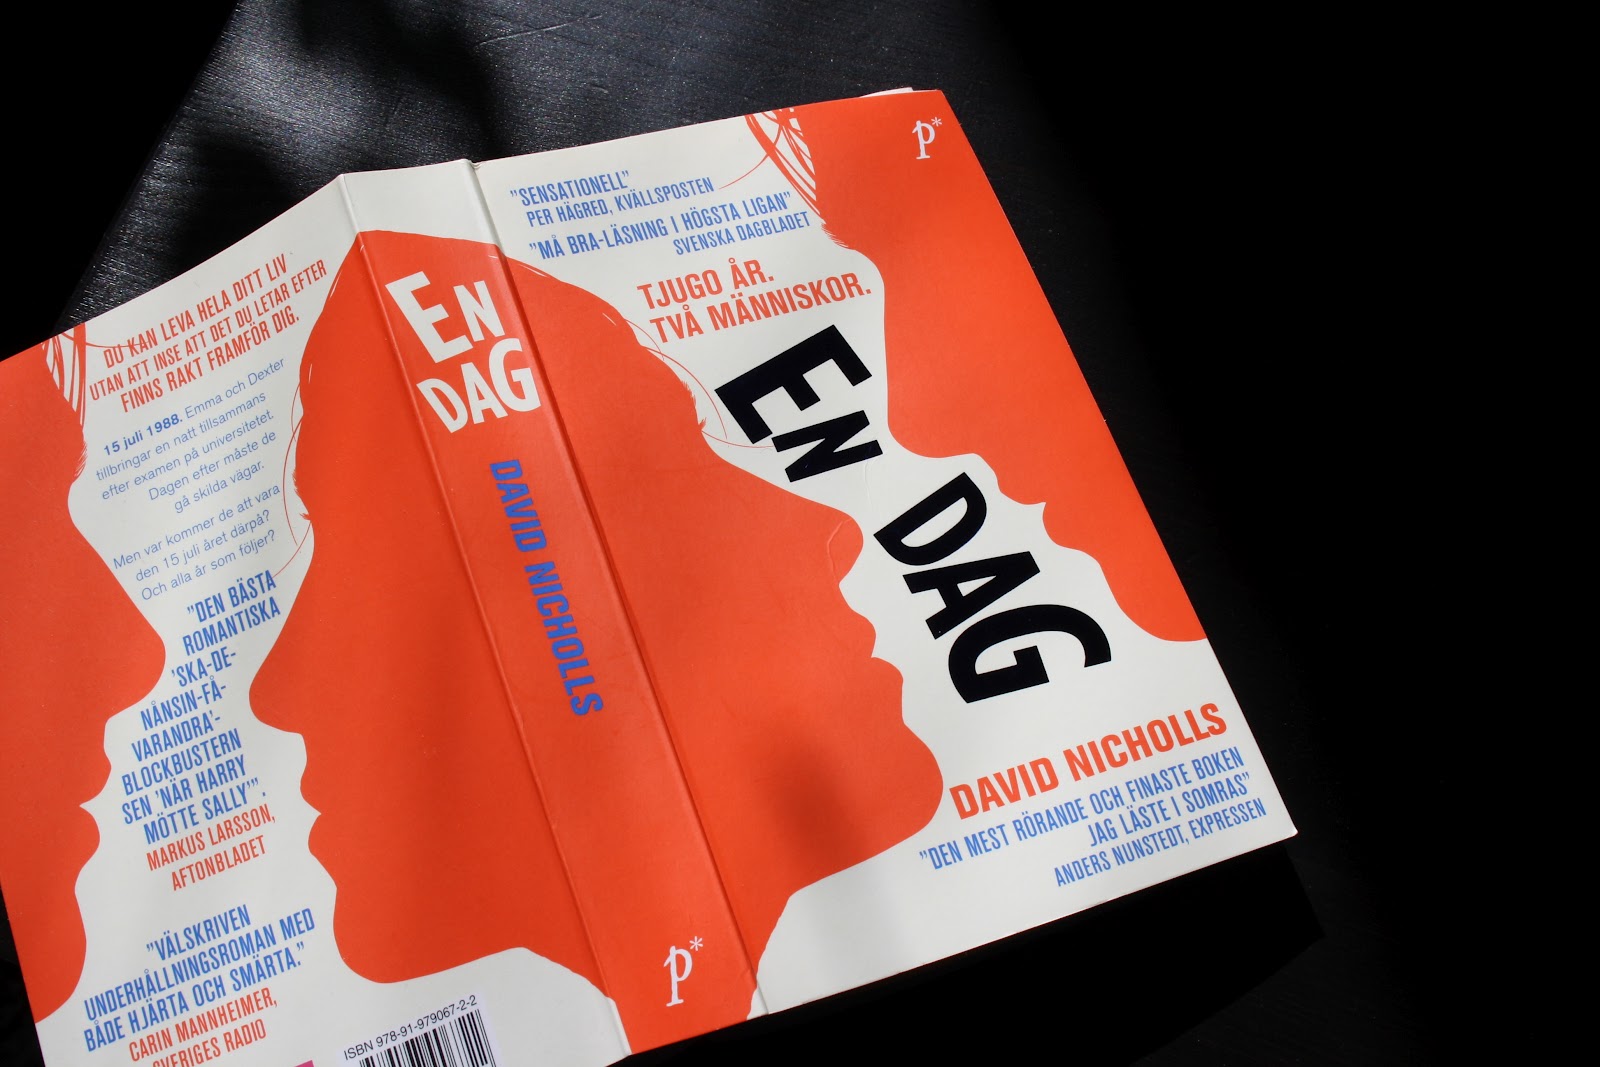 DU KAN LEVA HELA DITT LIV
UTAN ATT INSE ATT DET DU LETAR EFTER
FINNS RAKT FRAMFÖR DIG.
15 juli 1988. Emma och Dexter
tillbringar en natt tillsammans
efter examen på universitetet.
Dagen efter måste de
gå skilda vägar.
Men var kommer de att vara
den 15 juli året därpå?
Och alla år som följer?
"DEN BÄSTA
ROMANTISKA
'SKA-DE-
NÅNSIN-FÅ-
VARANDRA'-
BLOCKBUSTERN
SEN 'NÄR HARRY
MÖTTE SALLY'".
MARKUS LARSSON,
AFTONBLADET
"VÄLSKRIVEN
UNDERHÅLLNINGSROMAN MED
BÅDE HJÄRTA OCH SMÄRTA."
CARIN MANNHEIMER,
SVERIGES RADIO
ISBN 978-91-979067-2-2
EN
DAG
DAVID NICHOLLS
p*
p*
"SENSATIONELL"
PER HÄGRED, KVÄLLSPOSTEN
"MÅ BRA-LÄSNING I HÖGSTA LIGAN"
SVENSKA DAGBLADET
TJUGO ÅR.
TVÅ MÄNNISKOR.
EN DAG
DAVID NICHOLLS
"DEN MEST RÖRANDE OCH FINASTE BOKEN
JAG LÄSTE I SOMRAS"
ANDERS NUNSTEDT, EXPRESSEN